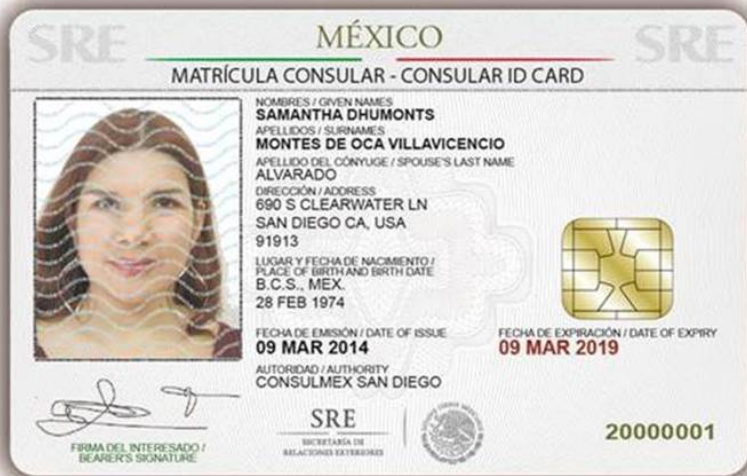 SRE
MÉXICO
SRE
MATRÍCULA CONSULAR - CONSULAR ID CARD
NOMBRES / GIVEN NAMES
SAMANTHA DHUMONTS
APELLIDOS / SURNAMES
MONTES DE OCA VILLAVICENCIO
APELLIDO DEL CÓNYUGE / SPOUSE'S LAST NAME
ALVARADO
DIRECCIÓN / ADDRESS
690 S CLEARWATER LN
SAN DIEGO CA, USA
91913
LUGAR Y FECHA DE NACIMIENTO /
PLACE OF BIRTH AND BIRTH DATE
B.C.S., MEX.
28 FEB 1974
FECHA DE EMISIÓN / DATE OF ISSUE
09 MAR 2014
FECHA DE EXPIRACIÓN / DATE OF EXPIRY
09 MAR 2019
AUTORIDAD / AUTHORITY
CONSULMEX SAN DIEGO
FIRMA DEL INTERESADO /
BEARER'S SIGNATURE
SRE
SECRETARÍA DE
RELACIONES EXTERIORES
20000001